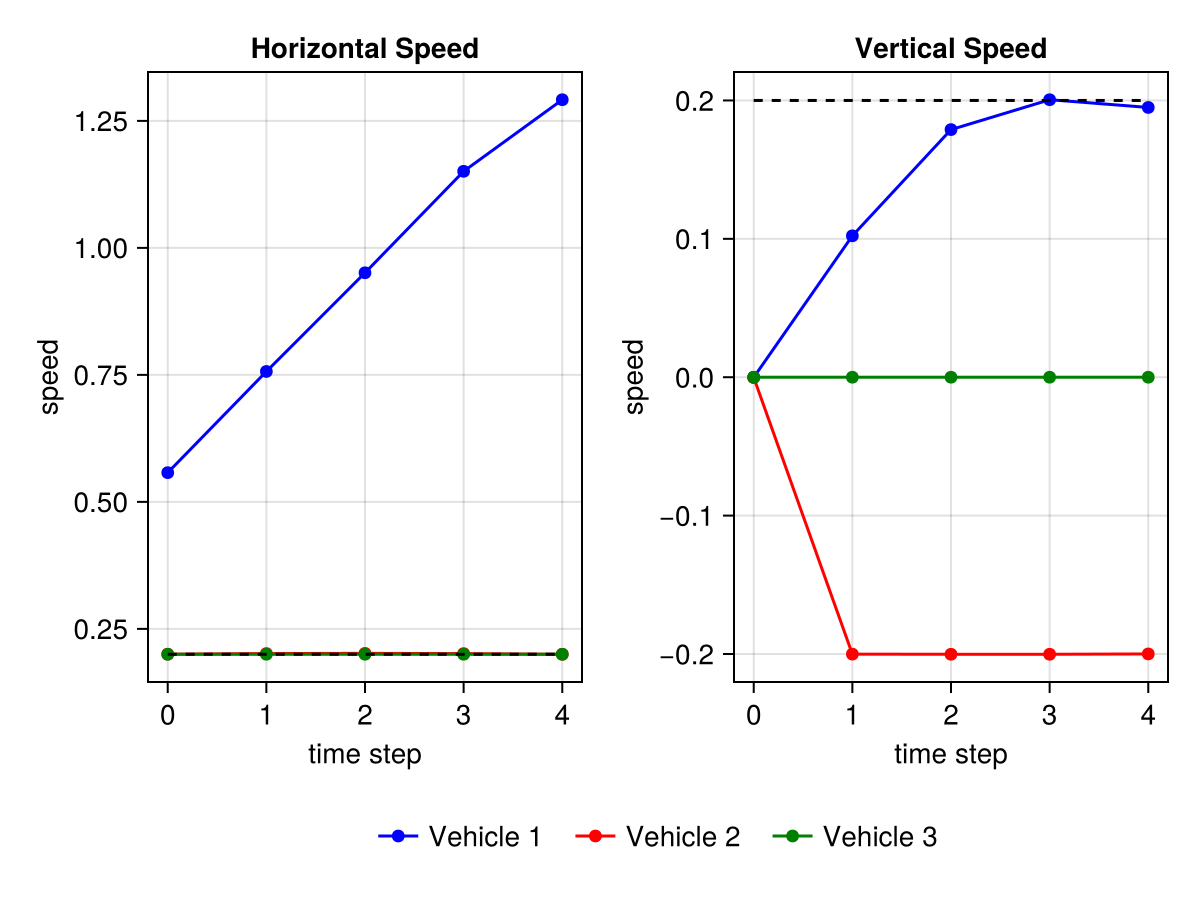 Horizontal Speed
1.25
1.00
0.75
0.50
0.25
speed
0 1 2 3 4
time step
Vertical Speed
0.2
0.1
0.0
−0.1
−0.2
speed
0 1 2 3 4
time step
Vehicle 1 Vehicle 2 Vehicle 3